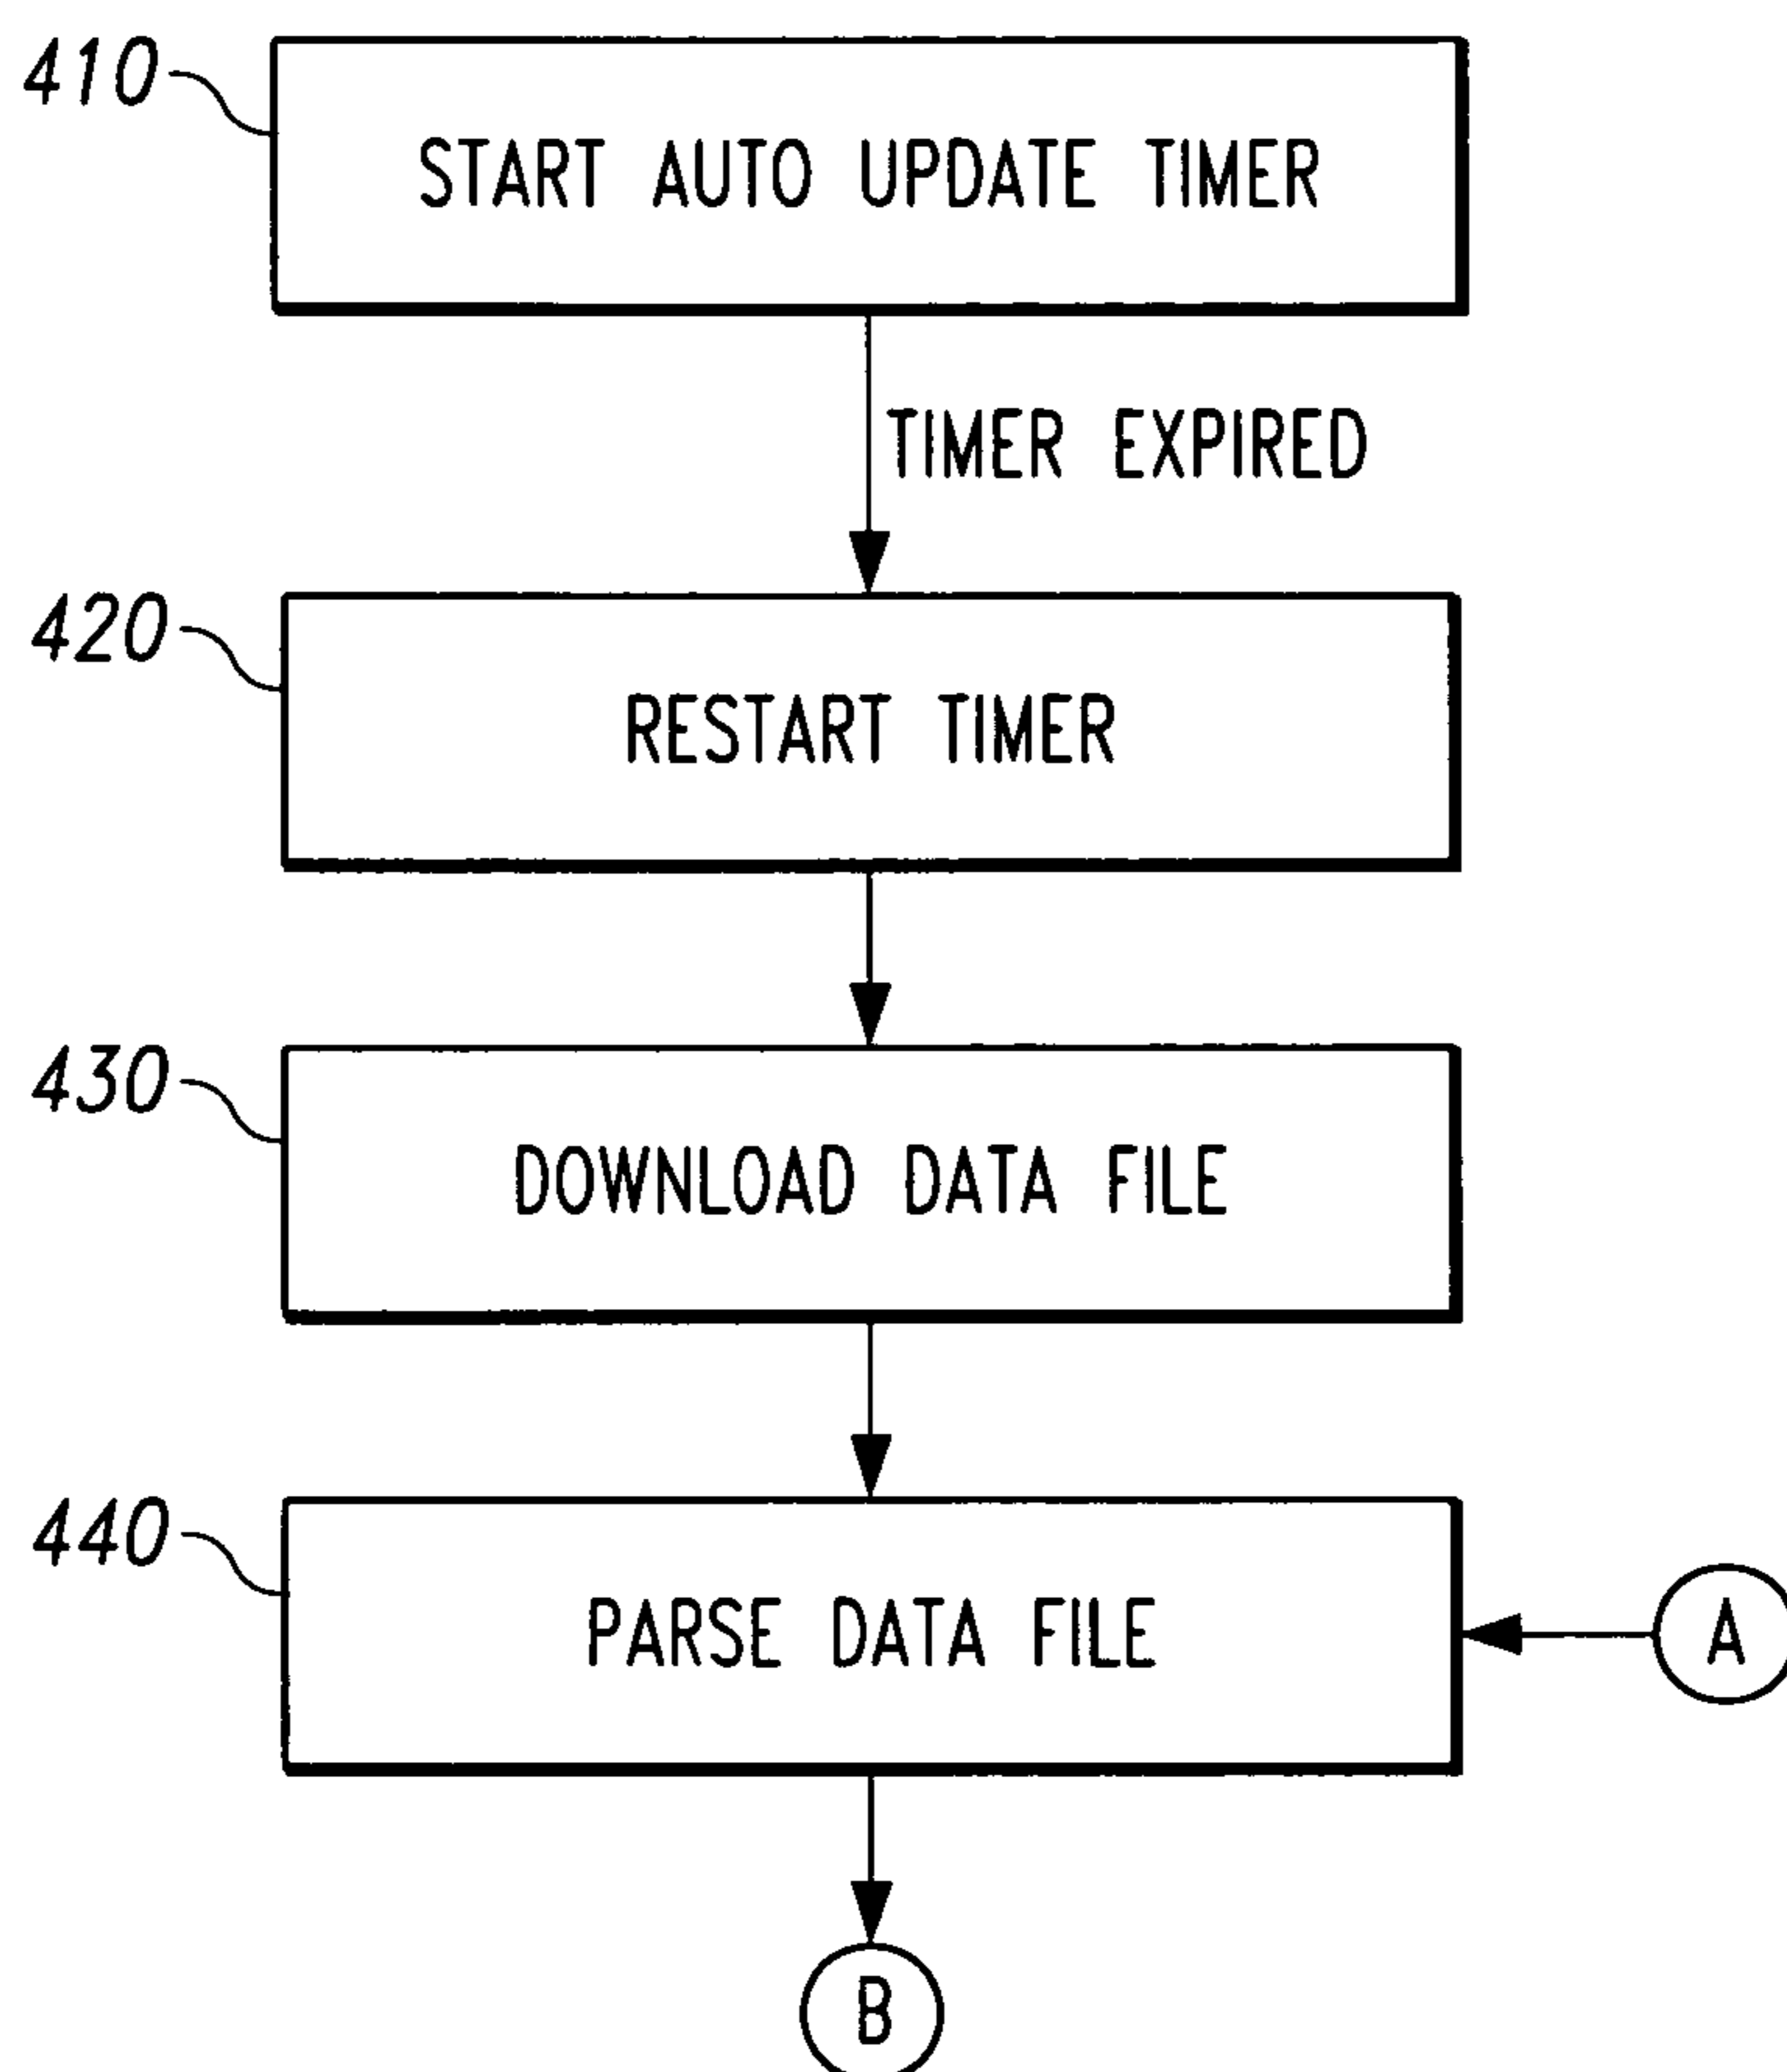 410
START AUTO UPDATE TIMER
TIMER EXPIRED
420
RESTART TIMER
430
DOWNLOAD DATA FILE
440
PARSE DATA FILE
A
B